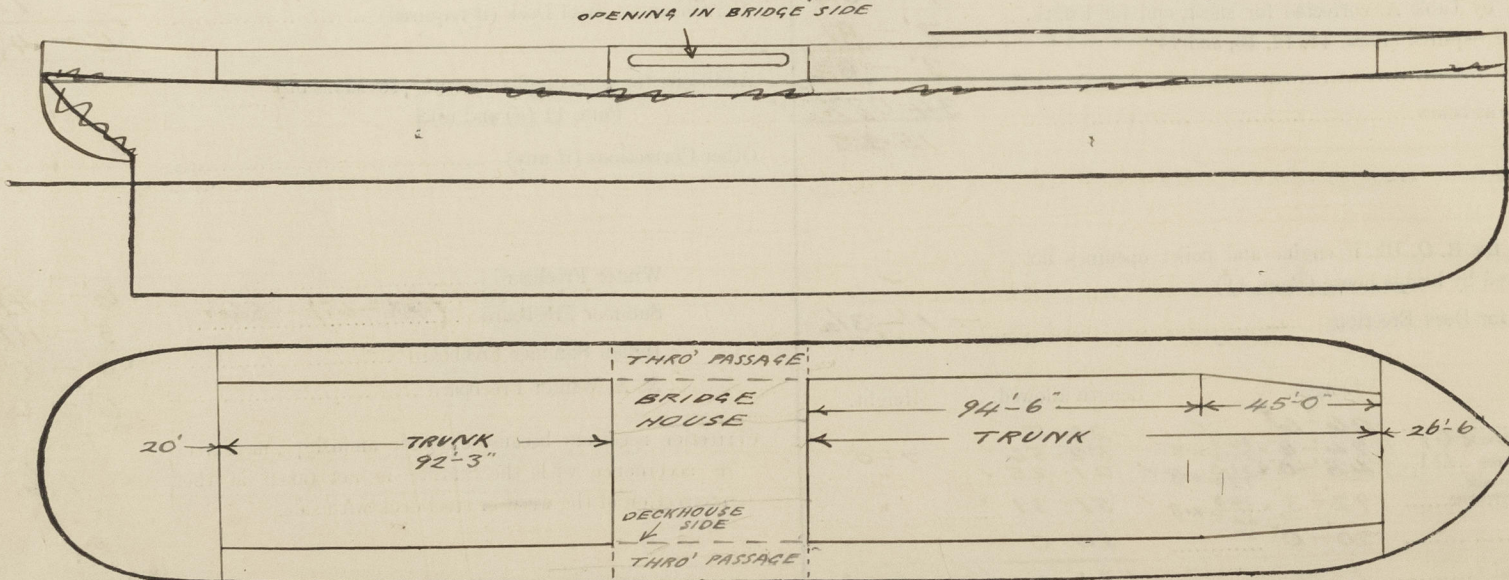 OPENING IN BRIDGE SIDE
THRO' PASSAGE
BRIDGE
HOUSE
94'-6"
45'-0"
20'
TRUNK
92'-3"
TRUNK
26'-6
DECKHOUSE
SIDE
THRO' PASSAGE